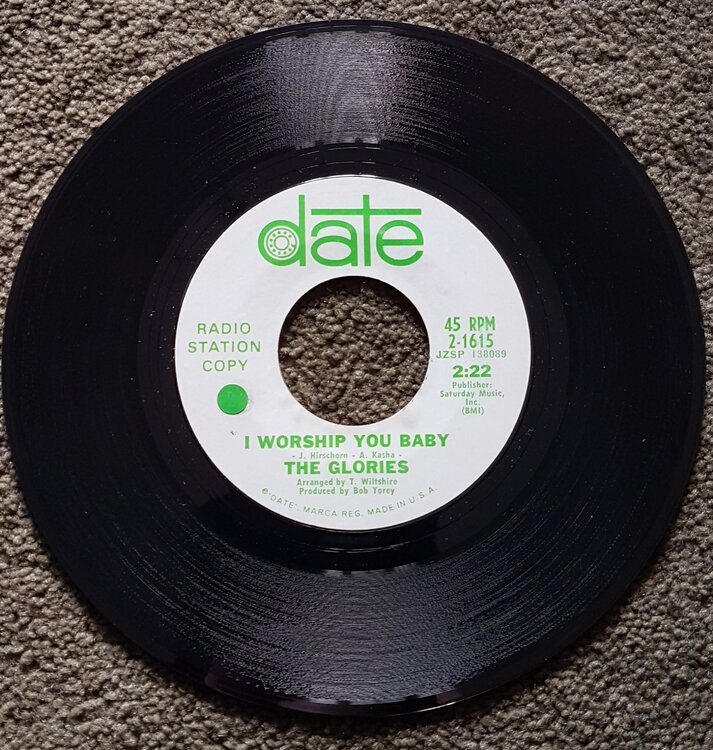 date
RADIO
STATION
COPY
45 RPM
2-1615
JZSP 138089
2:22
Publisher:
Saturday Music,
Inc.
(BMI)
I WORSHIP YOU BABY
- J. Hirschorn - A. Kasha -
THE GLORIES
Arranged by T. Wiltshire
Produced by Bob Yorey
℗"DATE", MARCA REG. MADE IN U.S.A.